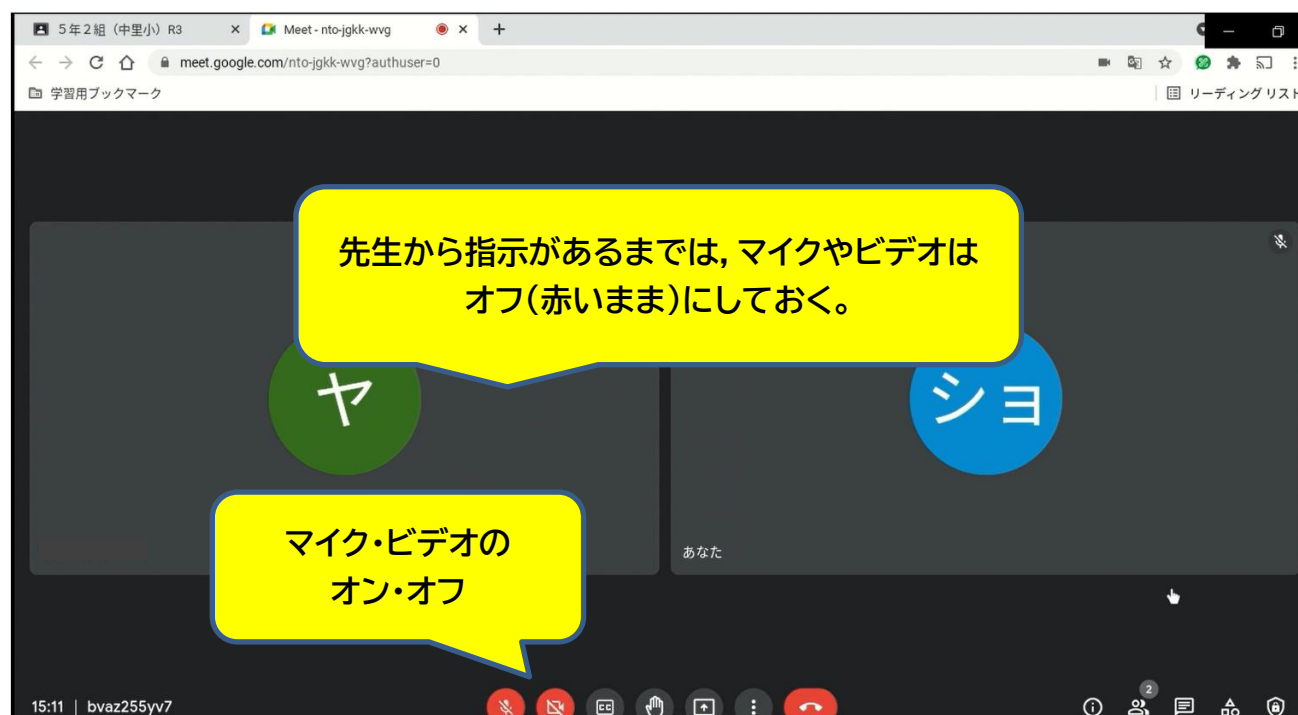 5年2組（中里小）R3
Meet - nto-jgkk-wvg
meet.google.com/nto-jgkk-wvg?authuser=0
学習用ブックマーク
リーディング リスト
先生から指示があるまでは，マイクやビデオは
オフ（赤いまま）にしておく。
ヤ
ショ
マイク・ビデオの
オン・オフ
あなた
15:11 | bvaz255yv7
CC
2